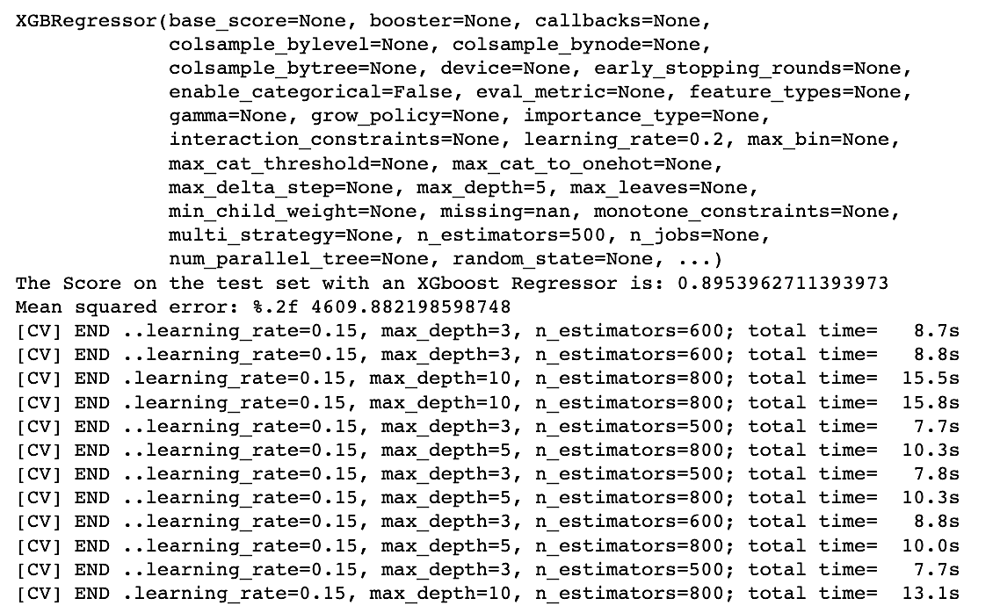 XGBRegressor(base_score=None, booster=None, callbacks=None,
             colsample_bylevel=None, colsample_bynode=None,
             colsample_bytree=None, device=None, early_stopping_rounds=None,
             enable_categorical=False, eval_metric=None, feature_types=None,
             gamma=None, grow_policy=None, importance_type=None,
             interaction_constraints=None, learning_rate=0.2, max_bin=None,
             max_cat_threshold=None, max_cat_to_onehot=None,
             max_delta_step=None, max_depth=5, max_leaves=None,
             min_child_weight=None, missing=nan, monotone_constraints=None,
             multi_strategy=None, n_estimators=500, n_jobs=None,
             num_parallel_tree=None, random_state=None, ...)
The Score on the test set with an XGboost Regressor is: 0.8953962711393973
Mean squared error: %.2f 4609.882198598748
[CV] END ..learning_rate=0.15, max_depth=3, n_estimators=600; total time=   8.7s
[CV] END ..learning_rate=0.15, max_depth=3, n_estimators=600; total time=   8.8s
[CV] END .learning_rate=0.15, max_depth=10, n_estimators=800; total time=  15.5s
[CV] END .learning_rate=0.15, max_depth=10, n_estimators=800; total time=  15.8s
[CV] END ..learning_rate=0.15, max_depth=3, n_estimators=500; total time=   7.7s
[CV] END ..learning_rate=0.15, max_depth=5, n_estimators=800; total time=  10.3s
[CV] END ..learning_rate=0.15, max_depth=3, n_estimators=500; total time=   7.8s
[CV] END ..learning_rate=0.15, max_depth=5, n_estimators=800; total time=  10.3s
[CV] END ..learning_rate=0.15, max_depth=3, n_estimators=600; total time=   8.8s
[CV] END ..learning_rate=0.15, max_depth=5, n_estimators=800; total time=  10.0s
[CV] END ..learning_rate=0.15, max_depth=3, n_estimators=500; total time=   7.7s
[CV] END .learning_rate=0.15, max_depth=10, n_estimators=800; total time=  13.1s